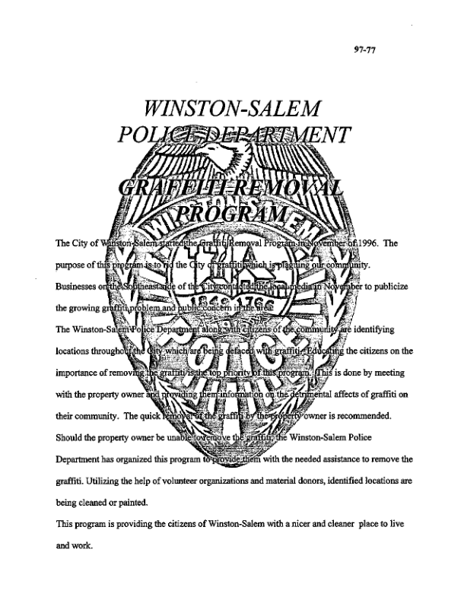 97-77
WINSTON-SALEM
POLICE DEPARTMENT
GRAFFITI REMOVAL
PROGRAM
WINSTON-SALEM
1849 1766
POLICE
The City of Winston-Salem started the Graffiti Removal Program in November of 1996. The
purpose of this program is to rid the City of graffiti which is plaguing our community.
Businesses on the Southeast side of the City contacted the local media in November to publicize
the growing graffiti problem and public concern in the area.
The Winston-Salem Police Department along with citizens of the community are identifying
locations throughout the City which are being defaced with graffiti. Educating the citizens on the
importance of removing the graffiti is the top priority of this program. This is done by meeting
with the property owner and providing them information on the detrimental affects of graffiti on
their community. The quick removal of the graffiti by the property owner is recommended.
Should the property owner be unable to remove the graffiti, the Winston-Salem Police
Department has organized this program to provide them with the needed assistance to remove the
graffiti. Utilizing the help of volunteer organizations and material donors, identified locations are
being cleaned or painted.
This program is providing the citizens of Winston-Salem with a nicer and cleaner place to live
and work.